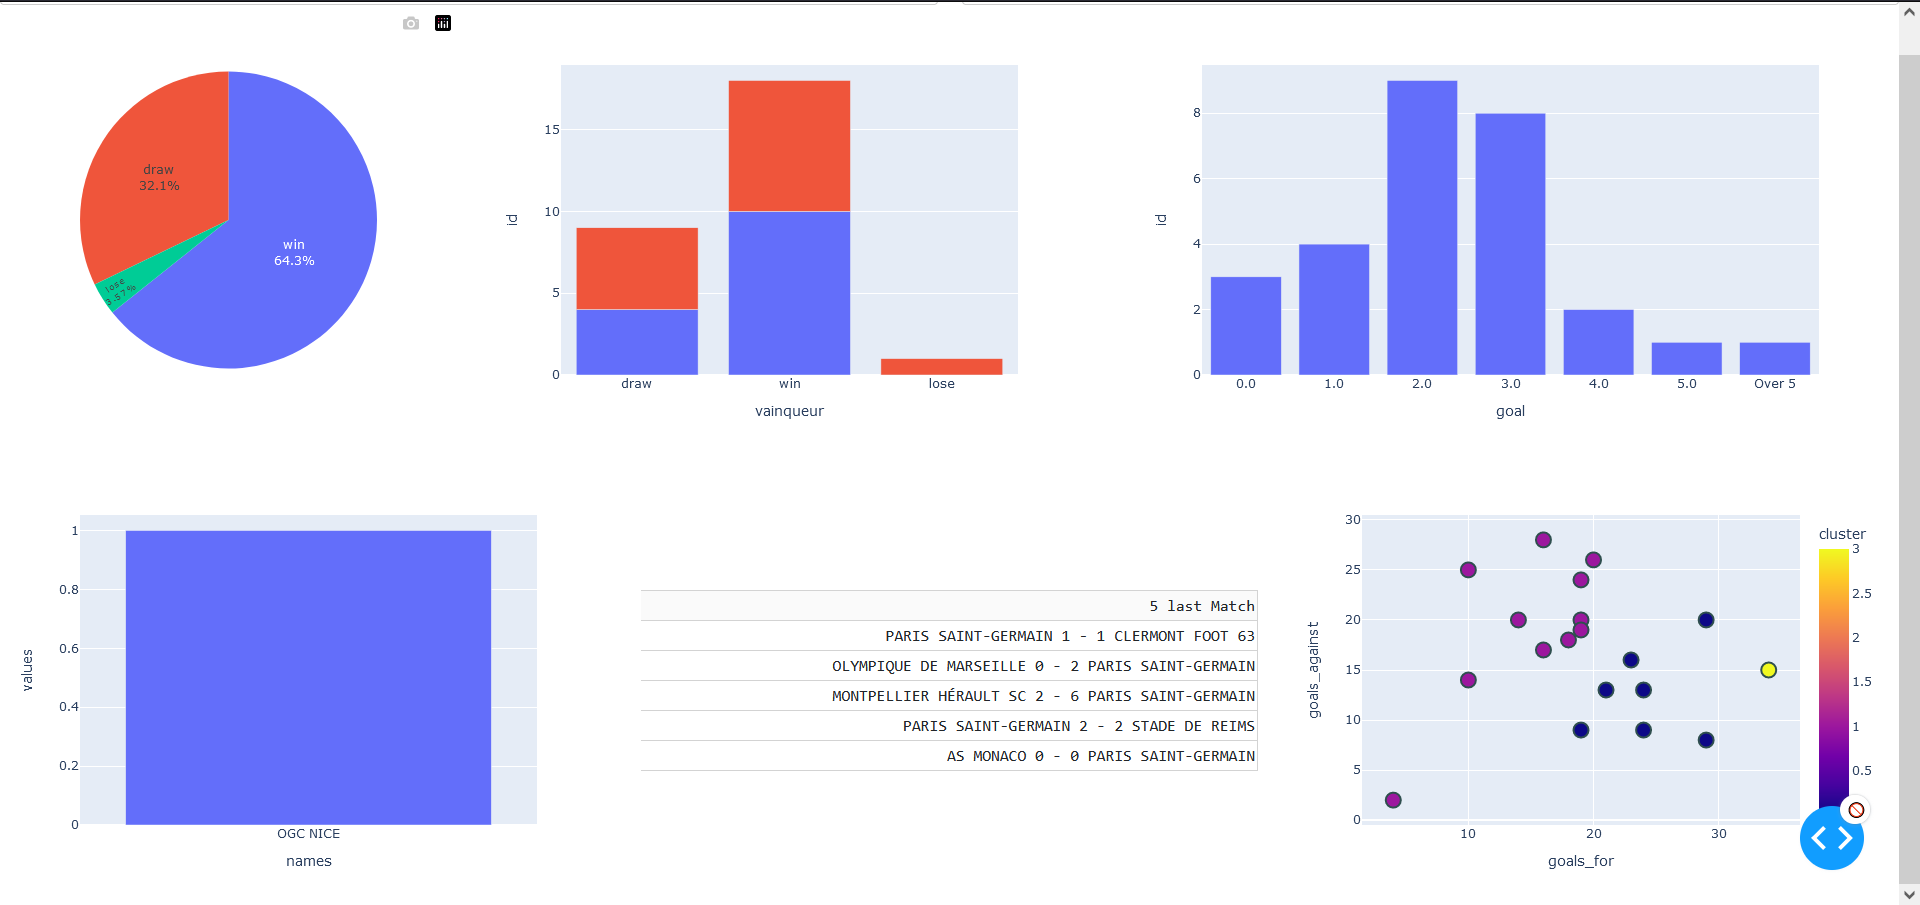 draw
32.1%
win
64.3%
lose
3.57%
id
15
10
5
0
draw
win
lose
vainqueur
id
8
6
4
2
0
0.0
1.0
2.0
3.0
4.0
5.0
Over 5
goal
values
1
0.8
0.6
0.4
0.2
0
OGC NICE
names
5 last Match
PARIS SAINT-GERMAIN 1 - 1 CLERMONT FOOT 63
OLYMPIQUE DE MARSEILLE 0 - 2 PARIS SAINT-GERMAIN
MONTPELLIER HÉRAULT SC 2 - 6 PARIS SAINT-GERMAIN
PARIS SAINT-GERMAIN 2 - 2 STADE DE REIMS
AS MONACO 0 - 0 PARIS SAINT-GERMAIN
goals_against
30
25
20
15
10
5
0
10
20
30
goals_for
cluster
3
2.5
2
1.5
1
0.5